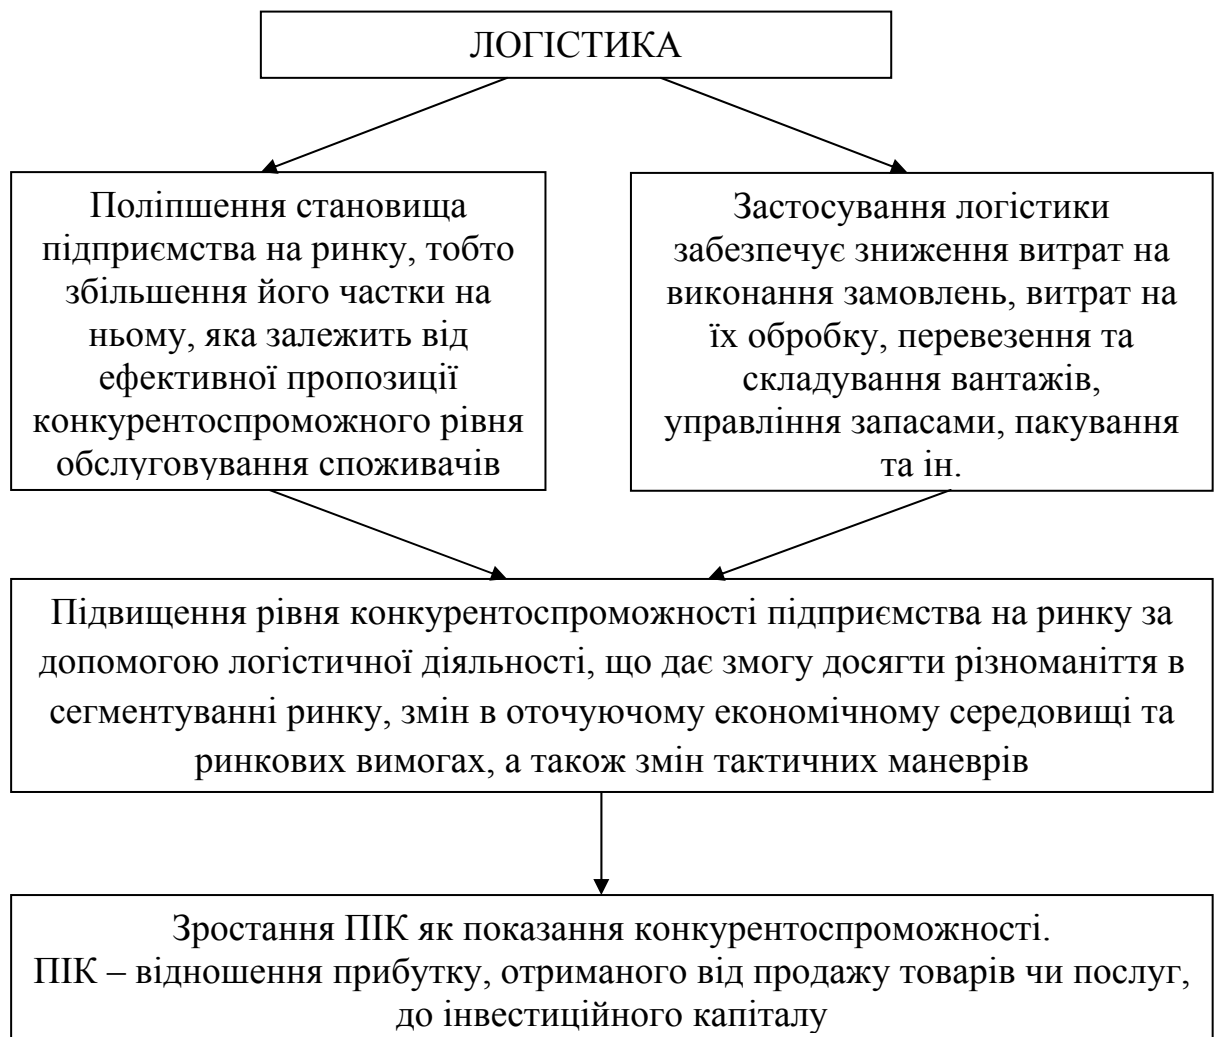 ЛОГІСТИКА
Поліпшення становища
підприємства на ринку, тобто
збільшення його частки на
ньому, яка залежить від
ефективної пропозиції
конкурентоспроможного рівня
обслуговування споживачів
Застосування логістики
забезпечує зниження витрат на
виконання замовлень, витрат на
їх обробку, перевезення та
складування вантажів,
управління запасами, пакування
та ін.
Підвищення рівня конкурентоспроможності підприємства на ринку за
допомогою логістичної діяльності, що дає змогу досягти різноманіття в
сегментуванні ринку, змін в оточуючому економічному середовищі та
ринкових вимогах, а також змін тактичних маневрів
Зростання ПІК як показання конкурентоспроможності.
ПІК – відношення прибутку, отриманого від продажу товарів чи послуг,
до інвестиційного капіталу